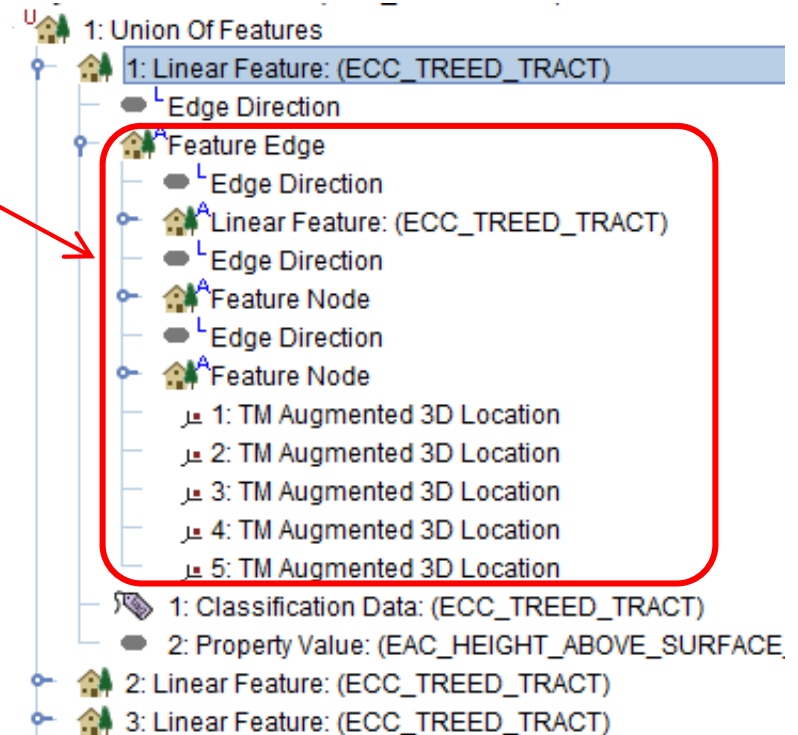 U 1: Union Of Features
1: Linear Feature: (ECC_TREED_TRACT)
L Edge Direction
A Feature Edge
L Edge Direction
A Linear Feature: (ECC_TREED_TRACT)
L Edge Direction
A Feature Node
L Edge Direction
A Feature Node
1: TM Augmented 3D Location
2: TM Augmented 3D Location
3: TM Augmented 3D Location
4: TM Augmented 3D Location
5: TM Augmented 3D Location
1: Classification Data: (ECC_TREED_TRACT)
2: Property Value: (EAC_HEIGHT_ABOVE_SURFACE_
2: Linear Feature: (ECC_TREED_TRACT)
3: Linear Feature: (ECC_TREED_TRACT)